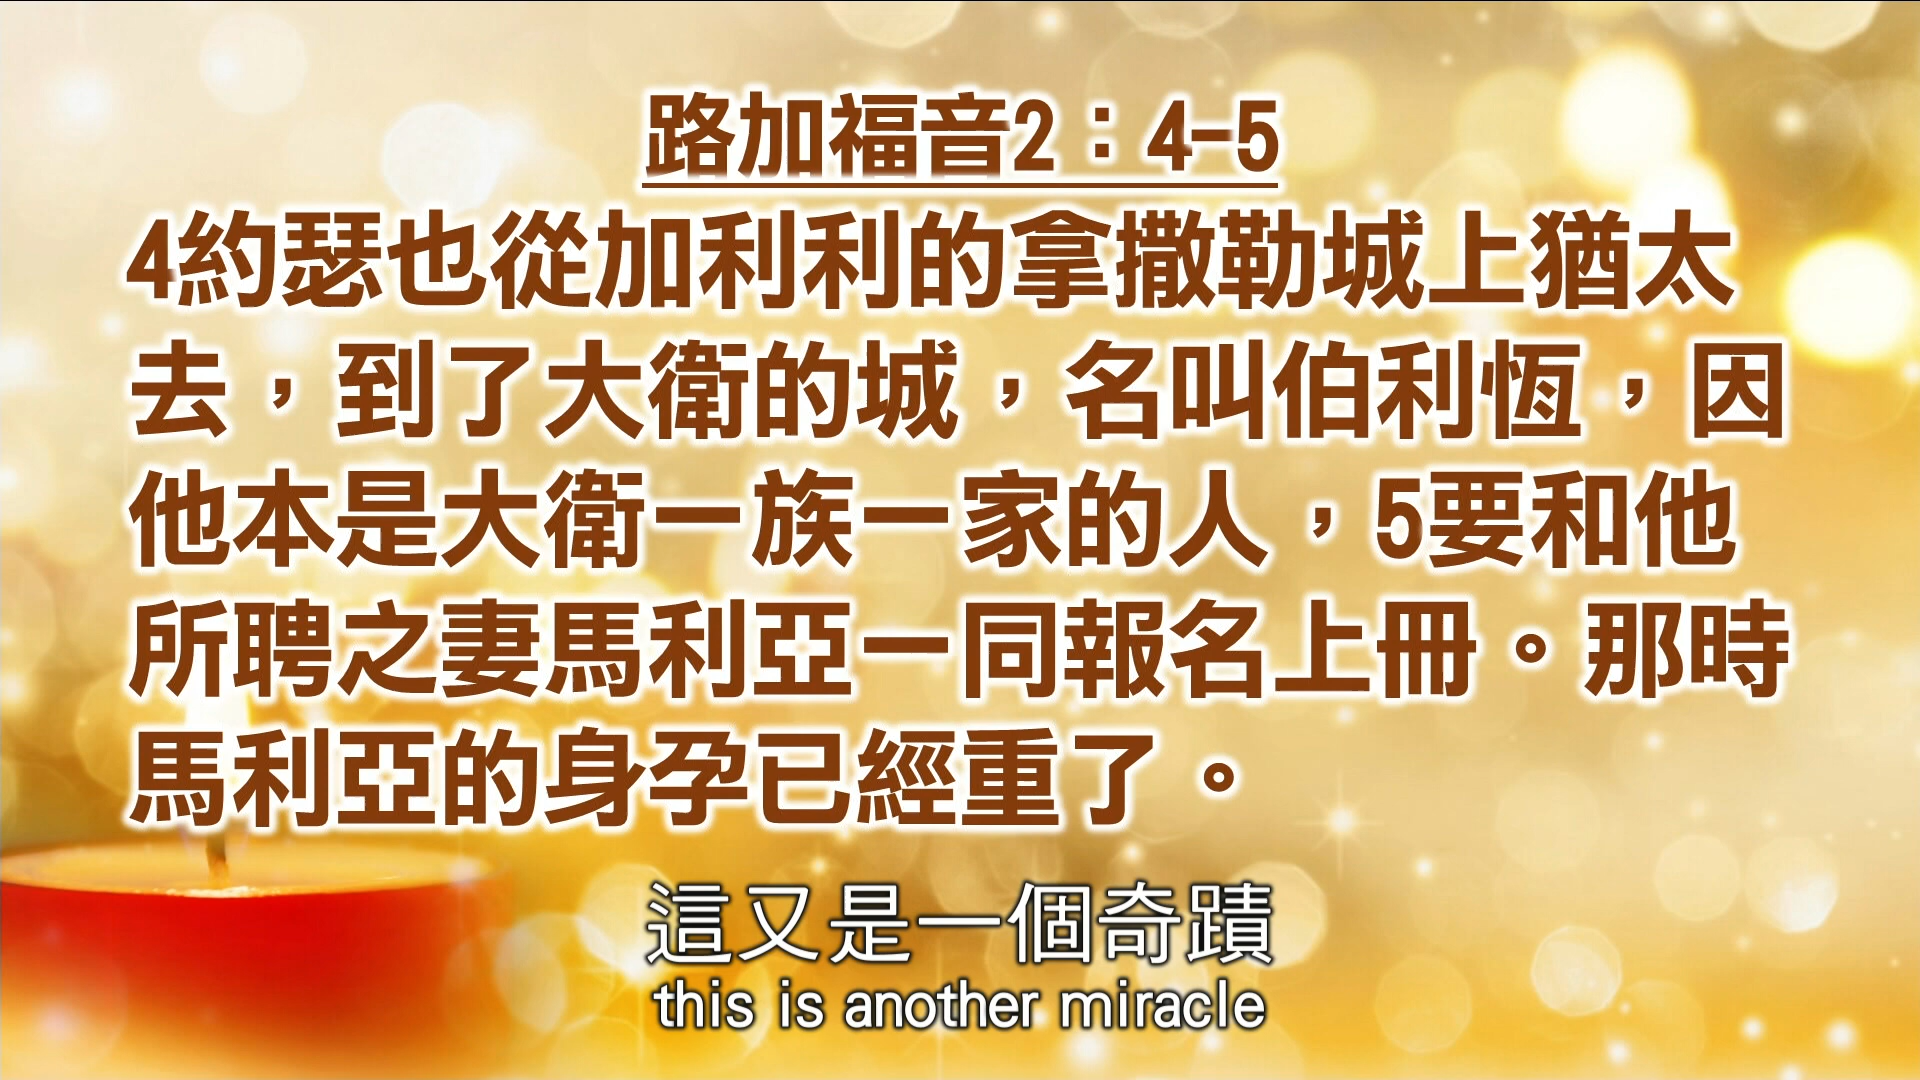 路加福音2：4-5
4約瑟也從加利利的拿撒勒城上猶太
去，到了大衛的城，名叫伯利恆，因
他本是大衛一族一家的人，5要和他
所聘之妻馬利亞一同報名上冊。那時
馬利亞的身孕已經重了。
這又是一個奇蹟
this is another miracle